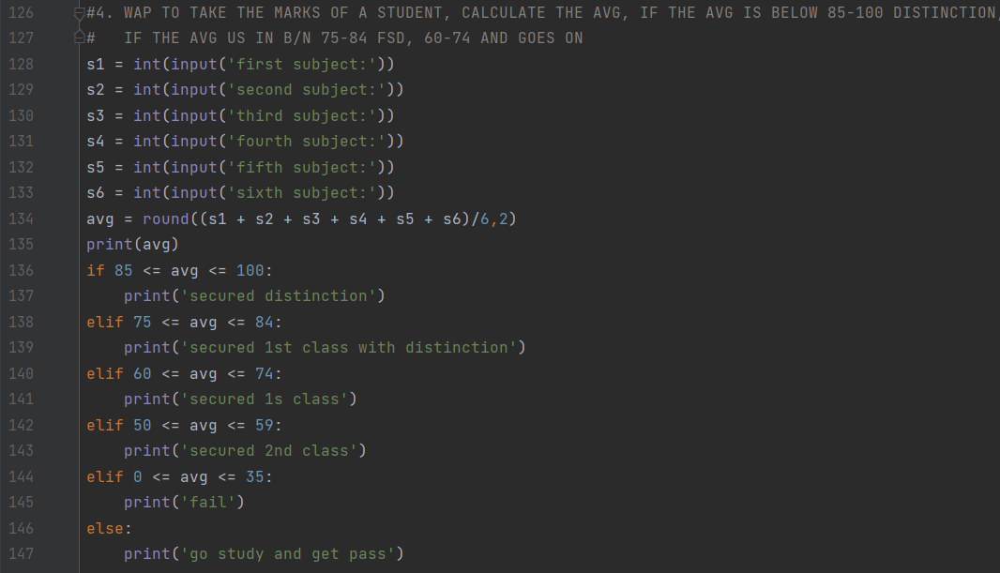 126 #4. WAP TO TAKE THE MARKS OF A STUDENT, CALCULATE THE AVG, IF THE AVG IS BELOW 85-100 DISTINCTION,
127 #   IF THE AVG US IN B/N 75-84 FSD, 60-74 AND GOES ON
128 s1 = int(input('first subject:'))
129 s2 = int(input('second subject:'))
130 s3 = int(input('third subject:'))
131 s4 = int(input('fourth subject:'))
132 s5 = int(input('fifth subject:'))
133 s6 = int(input('sixth subject:'))
134 avg = round((s1 + s2 + s3 + s4 + s5 + s6)/6,2)
135 print(avg)
136 if 85 <= avg <= 100:
137     print('secured distinction')
138 elif 75 <= avg <= 84:
139     print('secured 1st class with distinction')
140 elif 60 <= avg <= 74:
141     print('secured 1s class')
142 elif 50 <= avg <= 59:
143     print('secured 2nd class')
144 elif 0 <= avg <= 35:
145     print('fail')
146 else:
147     print('go study and get pass')